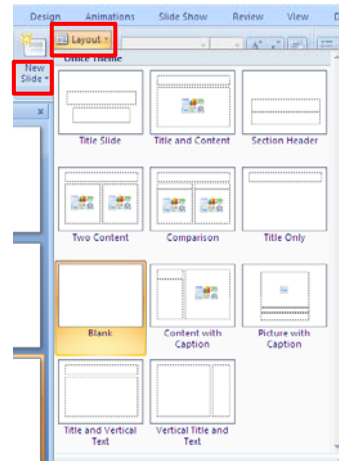 Design Animations Slide Show Review View
Layout
New
Slide
Office Theme
Title Slide Title and Content Section Header
Two Content Comparison Title Only
Blank Content with Caption Picture with Caption
Title and Vertical Text Vertical Title and Text